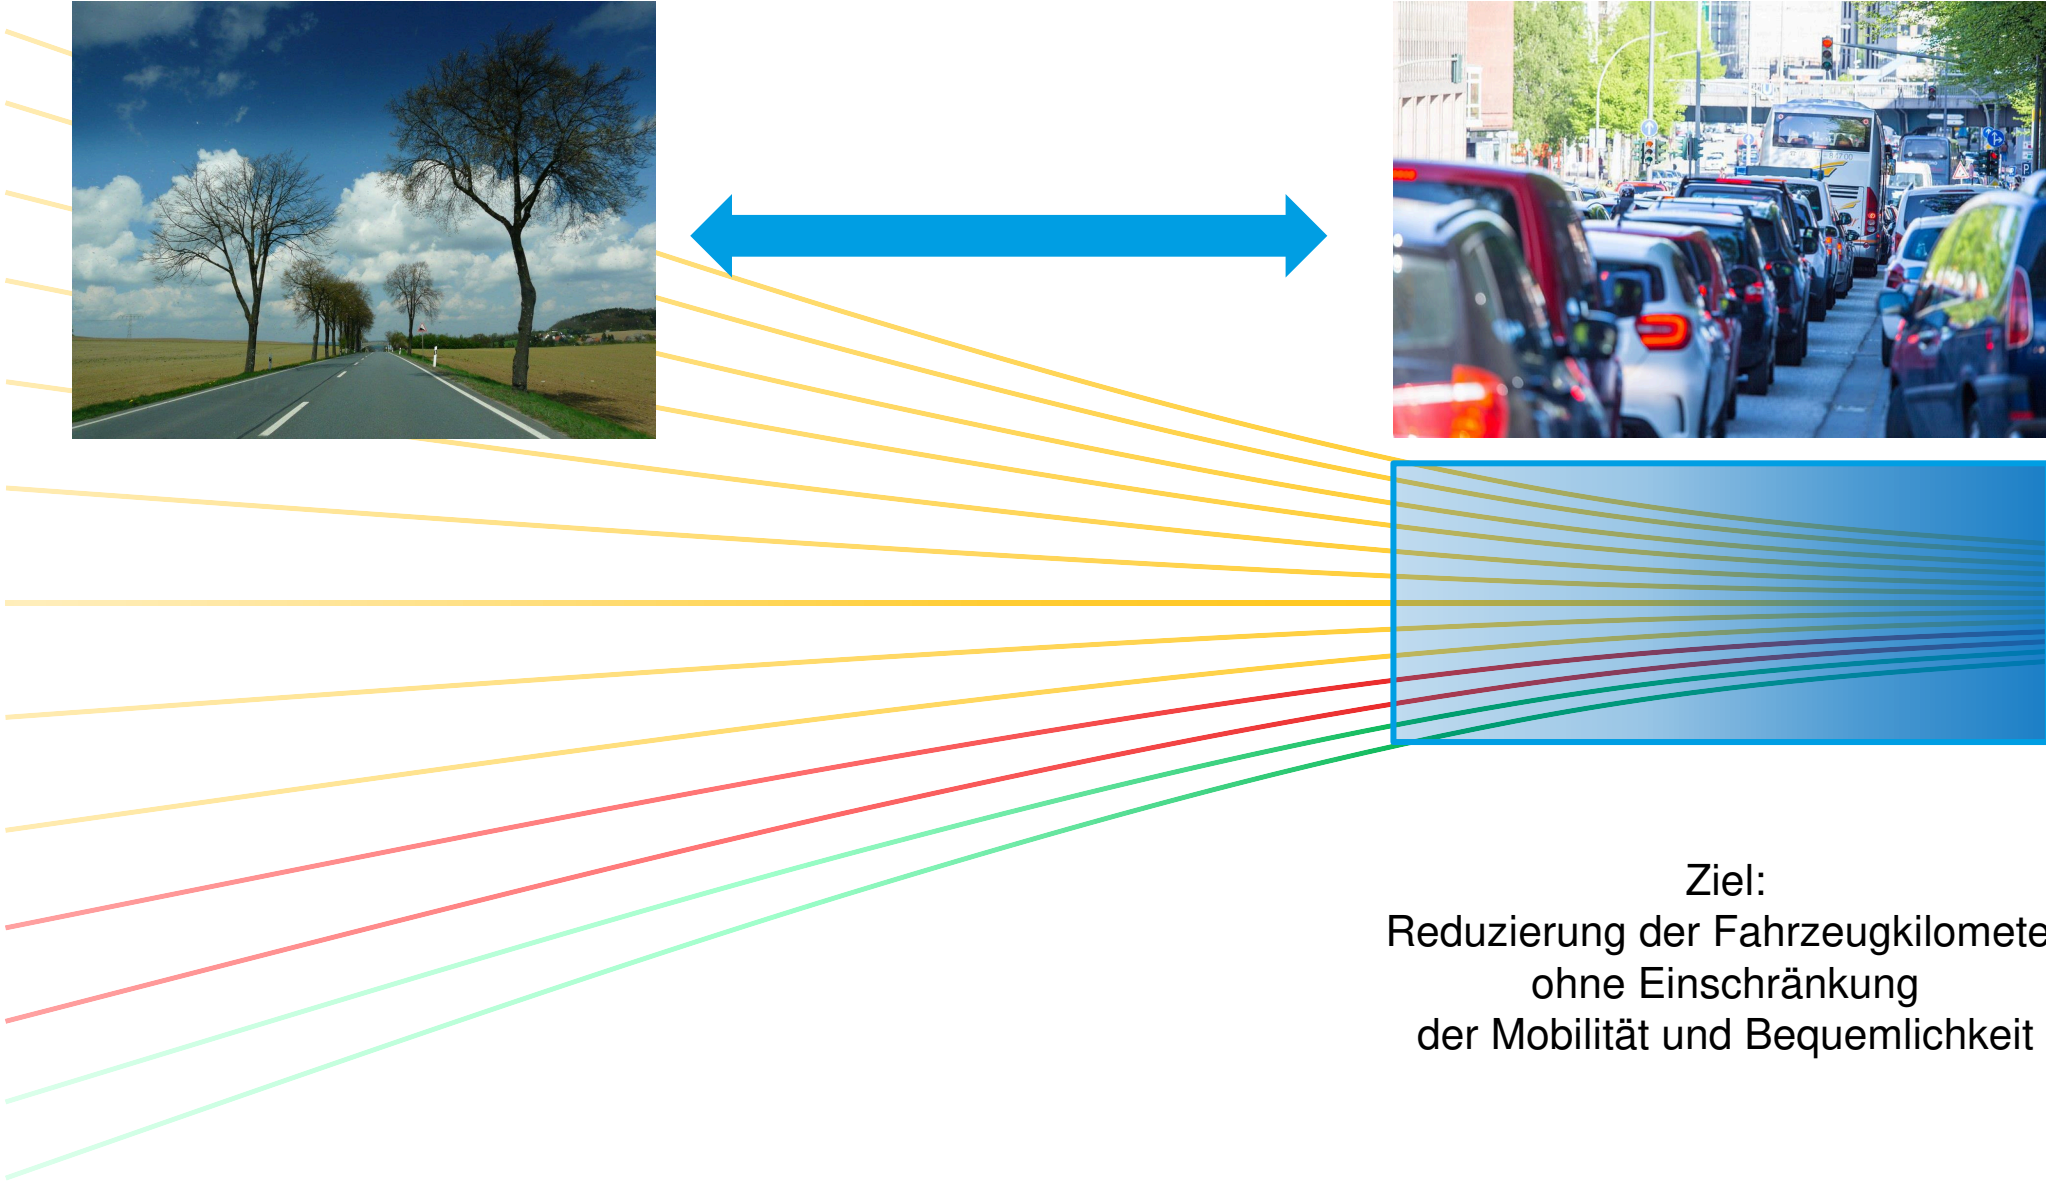 Ziel:
Reduzierung der Fahrzeugkilomete
ohne Einschränkung
der Mobilität und Bequemlichkeit